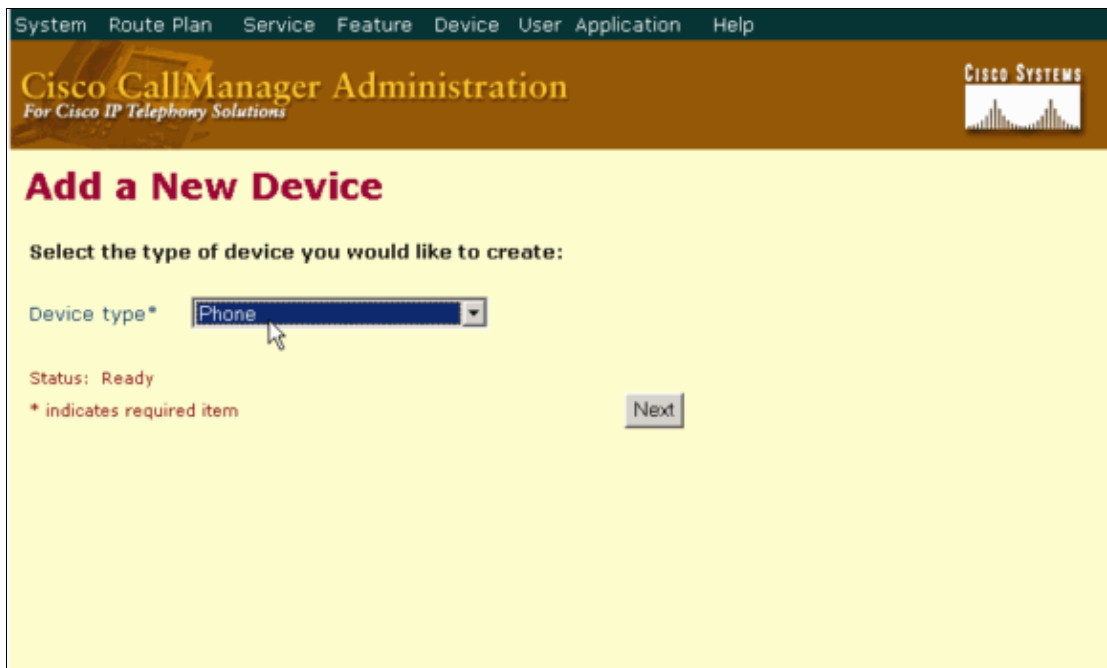 System Route Plan Service Feature Device User Application Help
Cisco CallManager Administration
For Cisco IP Telephony Solutions
CISCO SYSTEMS
Add a New Device
Select the type of device you would like to create:
Device type* Phone
Status: Ready
* indicates required item
Next